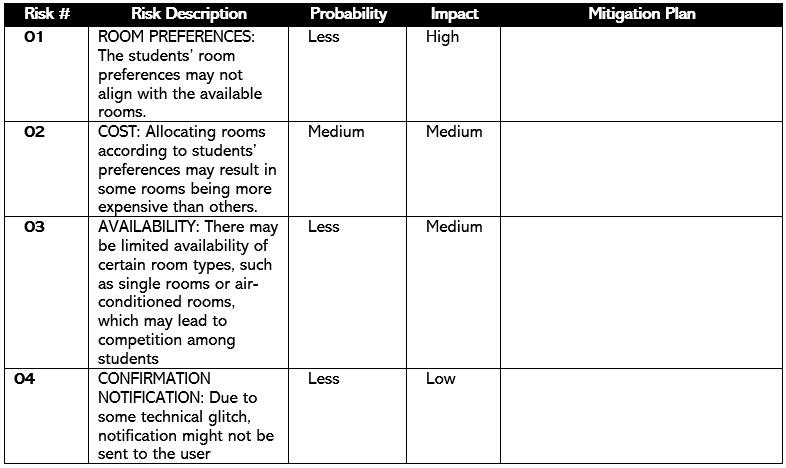 Risk # Risk Description Probability Impact Mitigation Plan
01 ROOM PREFERENCES: Less High
The students’ room
preferences may not
align with the available
rooms.
02 COST: Allocating rooms Medium Medium
according to students’
preferences may result in
some rooms being more
expensive than others.
03 AVAILABILITY: There may Less Medium
be limited availability of
certain room types, such
as single rooms or air-
conditioned rooms,
which may lead to
competition among
students
04 CONFIRMATION Less Low
NOTIFICATION: Due to
some technical glitch,
notification might not be
sent to the user